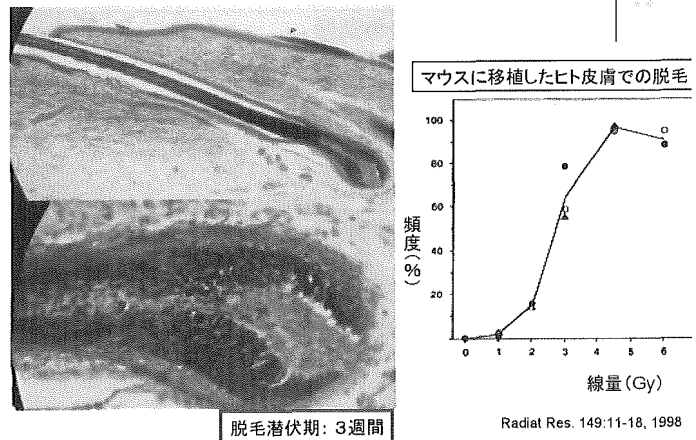 マウスに移植したヒト皮膚での脱毛
100
80
60
40
20
頻度(%)
0 1 2 3 4 5 6
線量(Gy)
脱毛潜伏期: 3週間
Radiat Res. 149:11-18, 1998